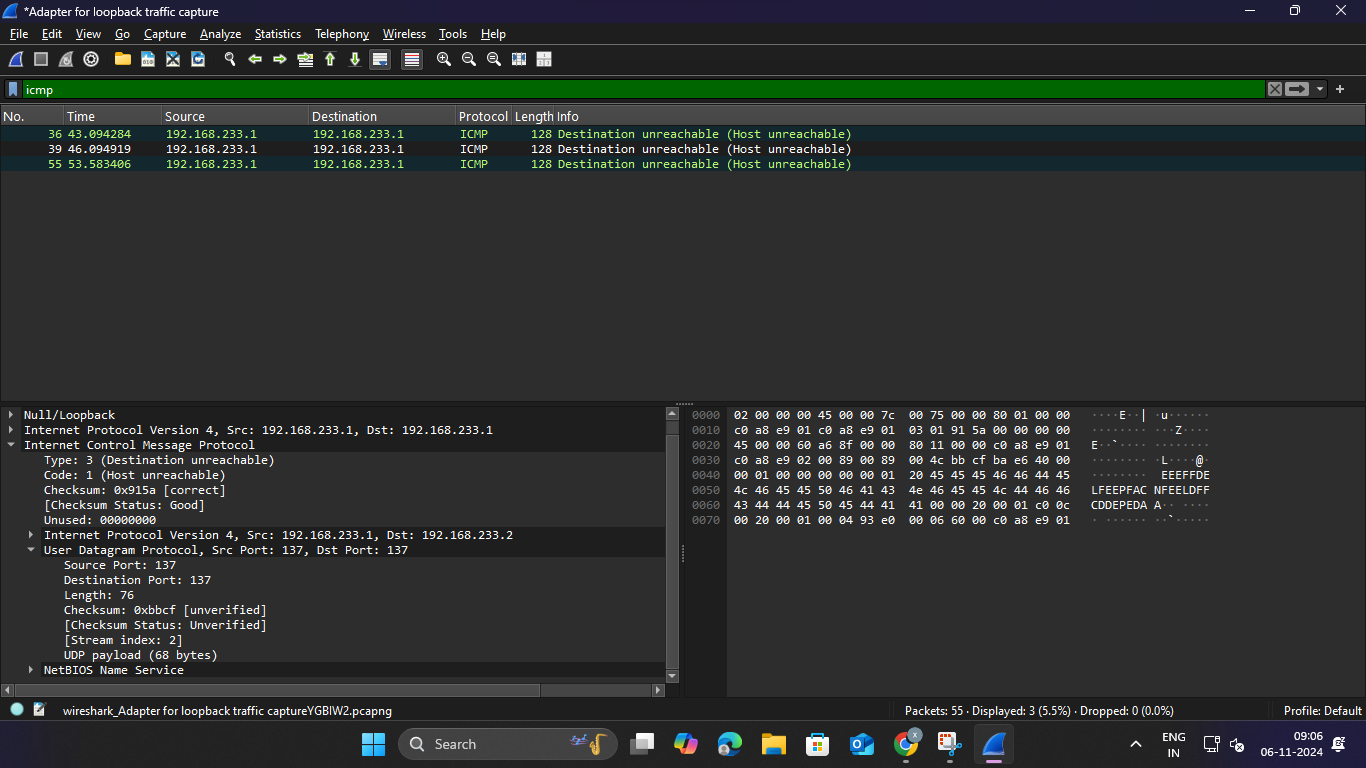 *Adapter for loopback traffic capture
File Edit View Go Capture Analyze Statistics Telephony Wireless Tools Help
icmp
No. Time Source Destination Protocol Length Info
36 43.094284 192.168.233.1 192.168.233.1 ICMP 128 Destination unreachable (Host unreachable)
39 46.094919 192.168.233.1 192.168.233.1 ICMP 128 Destination unreachable (Host unreachable)
55 53.583406 192.168.233.1 192.168.233.1 ICMP 128 Destination unreachable (Host unreachable)
Null/Loopback
Internet Protocol Version 4, Src: 192.168.233.1, Dst: 192.168.233.1
Internet Control Message Protocol
Type: 3 (Destination unreachable)
Code: 1 (Host unreachable)
Checksum: 0x915a [correct]
[Checksum Status: Good]
Unused: 00000000
Internet Protocol Version 4, Src: 192.168.233.1, Dst: 192.168.233.2
User Datagram Protocol, Src Port: 137, Dst Port: 137
Source Port: 137
Destination Port: 137
Length: 76
Checksum: 0xbbcf [unverified]
[Checksum Status: Unverified]
[Stream index: 2]
UDP payload (68 bytes)
NetBIOS Name Service
0000 02 00 00 00 45 00 00 7c 00 75 00 00 80 01 00 00 ····E··| ·u······
0010 c0 a8 e9 01 c0 a8 e9 01 03 01 91 5a 00 00 00 00 ········ ···Z····
0020 45 00 00 60 a6 8f 00 00 80 11 00 00 c0 a8 e9 01 E··`···· ········
0030 c0 a8 e9 02 00 89 00 89 00 4c bb cf ba e6 40 00 ········ ·L····@·
0040 00 01 00 00 00 00 00 01 20 45 45 45 46 46 44 45 ········ EEEFFDE
0050 4c 46 45 45 50 46 41 43 4e 46 45 45 4c 44 46 46 LFEEPFAC NFEELDFF
0060 43 44 44 45 50 45 44 41 41 00 00 20 00 01 c0 0c CDDEPEDA A·· ····
0070 00 20 00 01 00 04 93 e0 00 06 60 00 c0 a8 e9 01 · ······ ··`·····
wireshark_Adapter for loopback traffic captureYGBIW2.pcapng
Packets: 55 · Displayed: 3 (5.5%) · Dropped: 0 (0.0%)
Profile: Default
Search
ENG
IN
09:06
06-11-2024